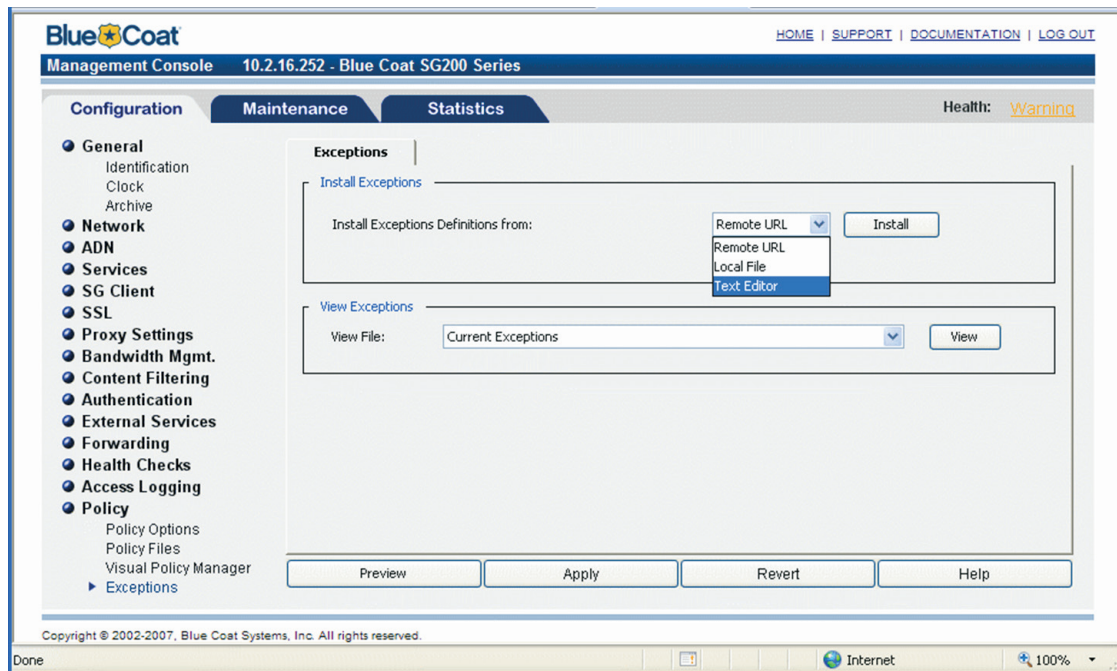 Blue Coat
HOME | SUPPORT | DOCUMENTATION | LOG OUT
Management Console 10.2.16.252 - Blue Coat SG200 Series
Configuration Maintenance Statistics Health: Warning
General
Identification
Clock
Archive
Network
ADN
Services
SG Client
SSL
Proxy Settings
Bandwidth Mgmt.
Content Filtering
Authentication
External Services
Forwarding
Health Checks
Access Logging
Policy
Policy Options
Policy Files
Visual Policy Manager
Exceptions
Exceptions
Install Exceptions
Install Exceptions Definitions from: Remote URL Install
Remote URL
Local File
Text Editor
View Exceptions
View File: Current Exceptions View
Preview Apply Revert Help
Copyright © 2002-2007, Blue Coat Systems, Inc. All rights reserved.
Done Internet 100%